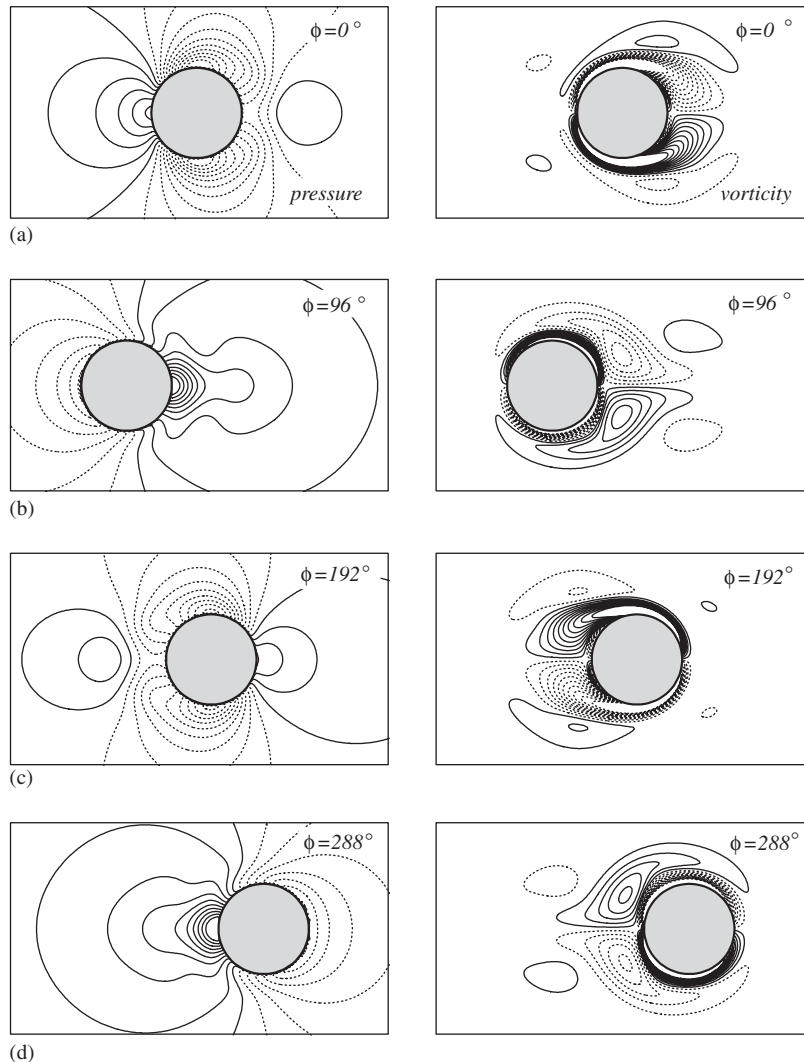 ϕ=0°
pressure
ϕ=0°
vorticity
(a)
ϕ=96°
ϕ=96°
(b)
ϕ=192°
ϕ=192°
(c)
ϕ=288°
ϕ=288°
(d)